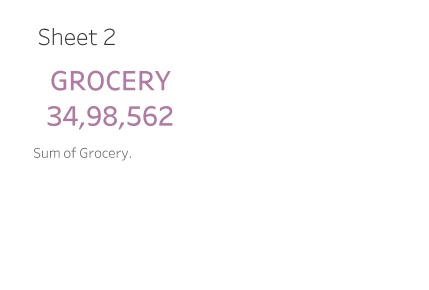 Sheet 2
GROCERY
34,98,562
Sum of Grocery.